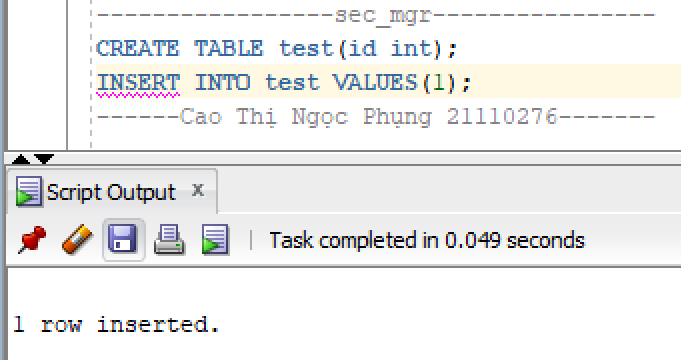 -----------------sec_mgr----------------
CREATE TABLE test(id int);
INSERT INTO test VALUES(1);
------Cao Thị Ngọc Phụng 21110276-------
Script Output x
Task completed in 0.049 seconds
1 row inserted.